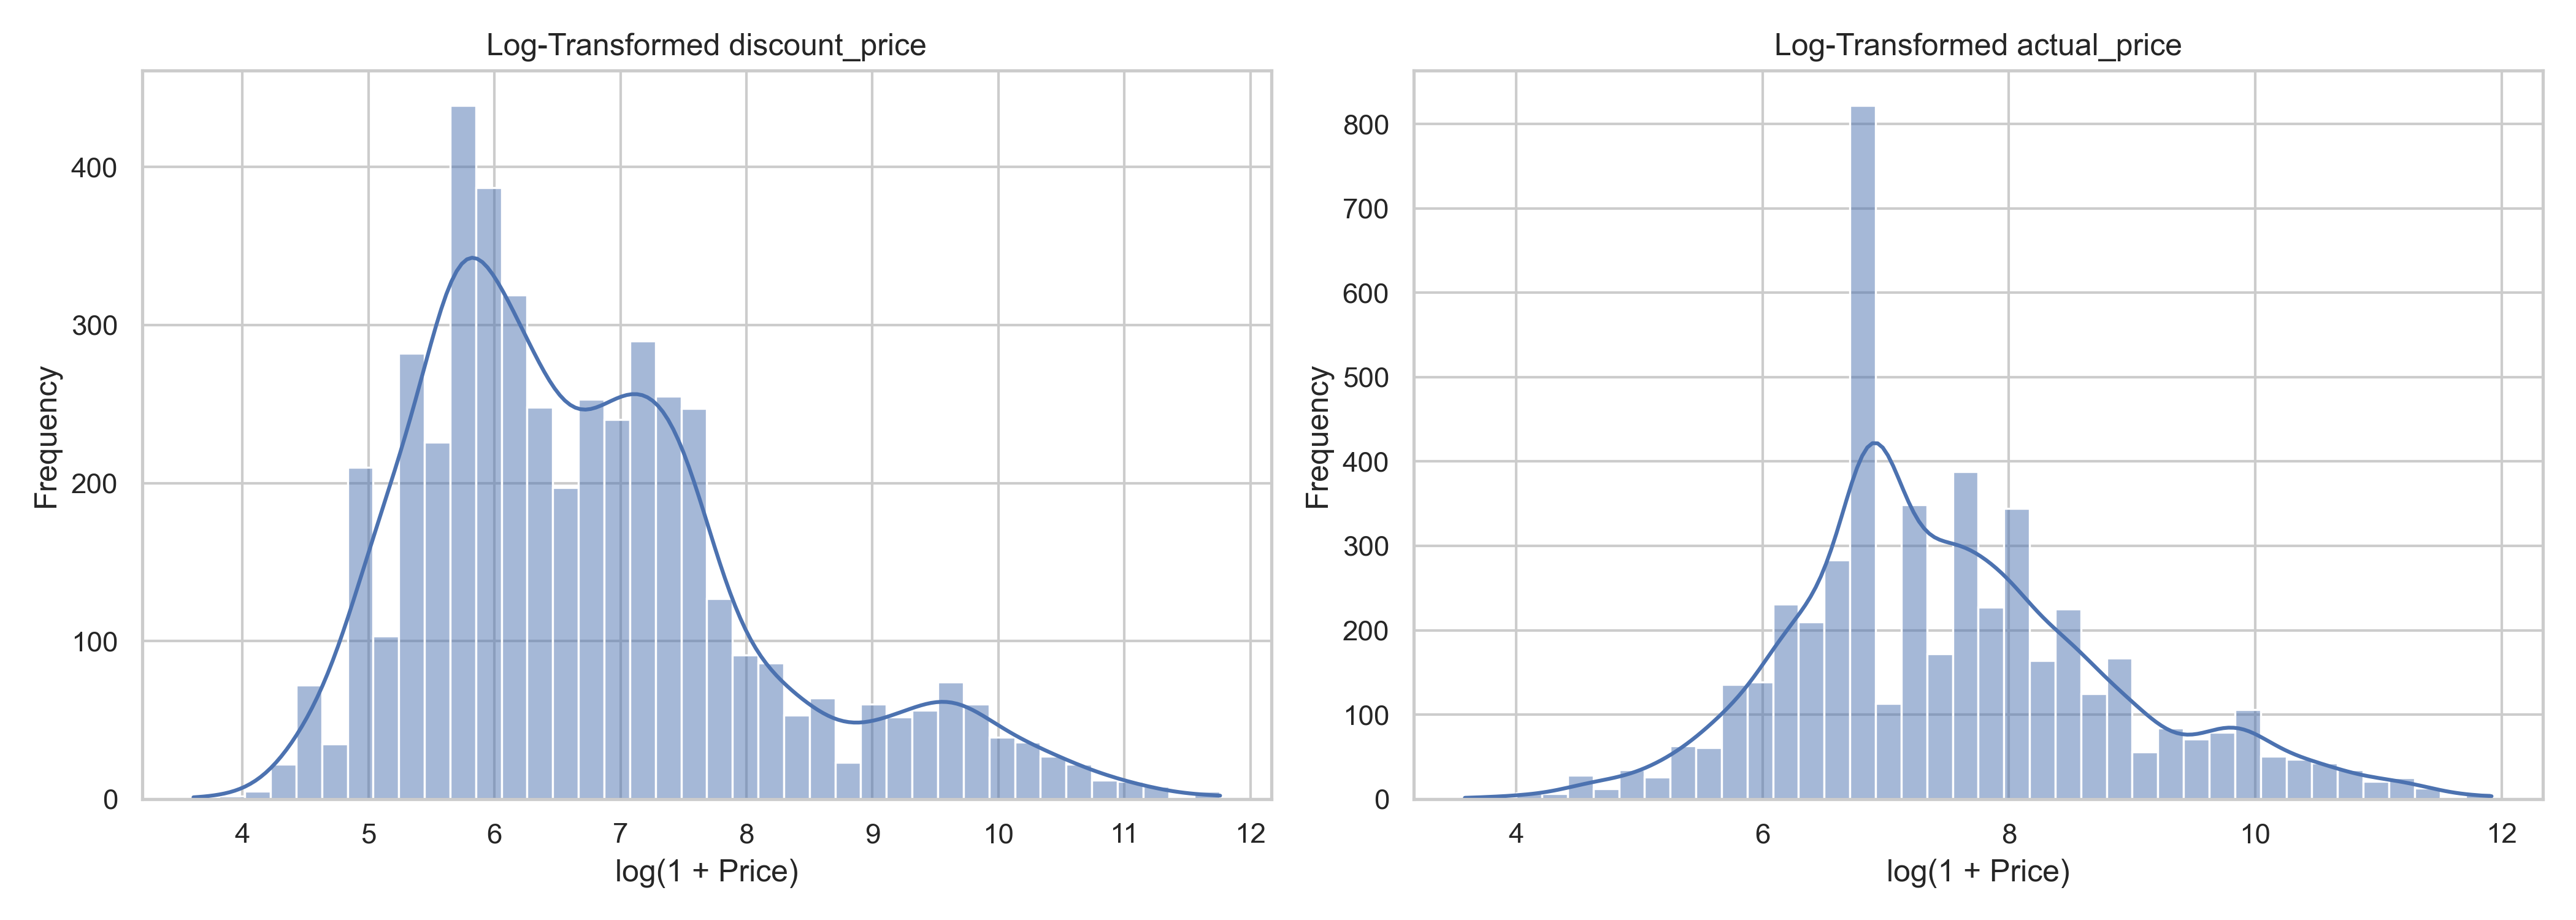 Log-Transformed discount_price
Frequency
400
300
200
100
0
4 5 6 7 8 9 10 11 12
log(1 + Price)
Log-Transformed actual_price
Frequency
800
700
600
500
400
300
200
100
0
4 6 8 10 12
log(1 + Price)